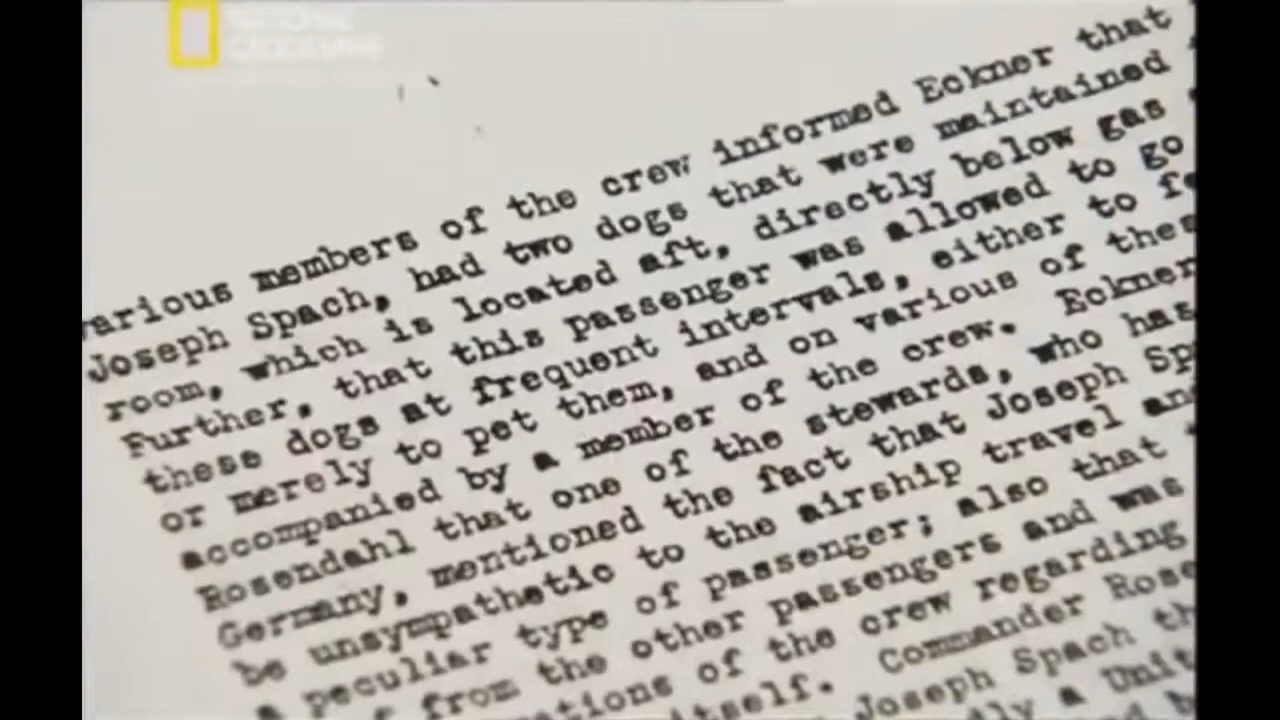 NATIONAL
GEOGRAPHIC
various members of the crew informed Eckner that
Joseph Spach, had two dogs that were maintained
room, which is located aft, directly below gas
Further, that this passenger was allowed to go
these dogs at frequent intervals, either to
or merely to pet them, and on various of
accompanied by a member of the crew. Eckner
Rosendahl that one of the stewards, who has
Germany, mentioned the fact that Joseph
be unsympathetic to the airship travel
a peculiar type of passenger; also that
from the other passengers and was
of the crew regarding
itself. Commander
Joseph Spach
a